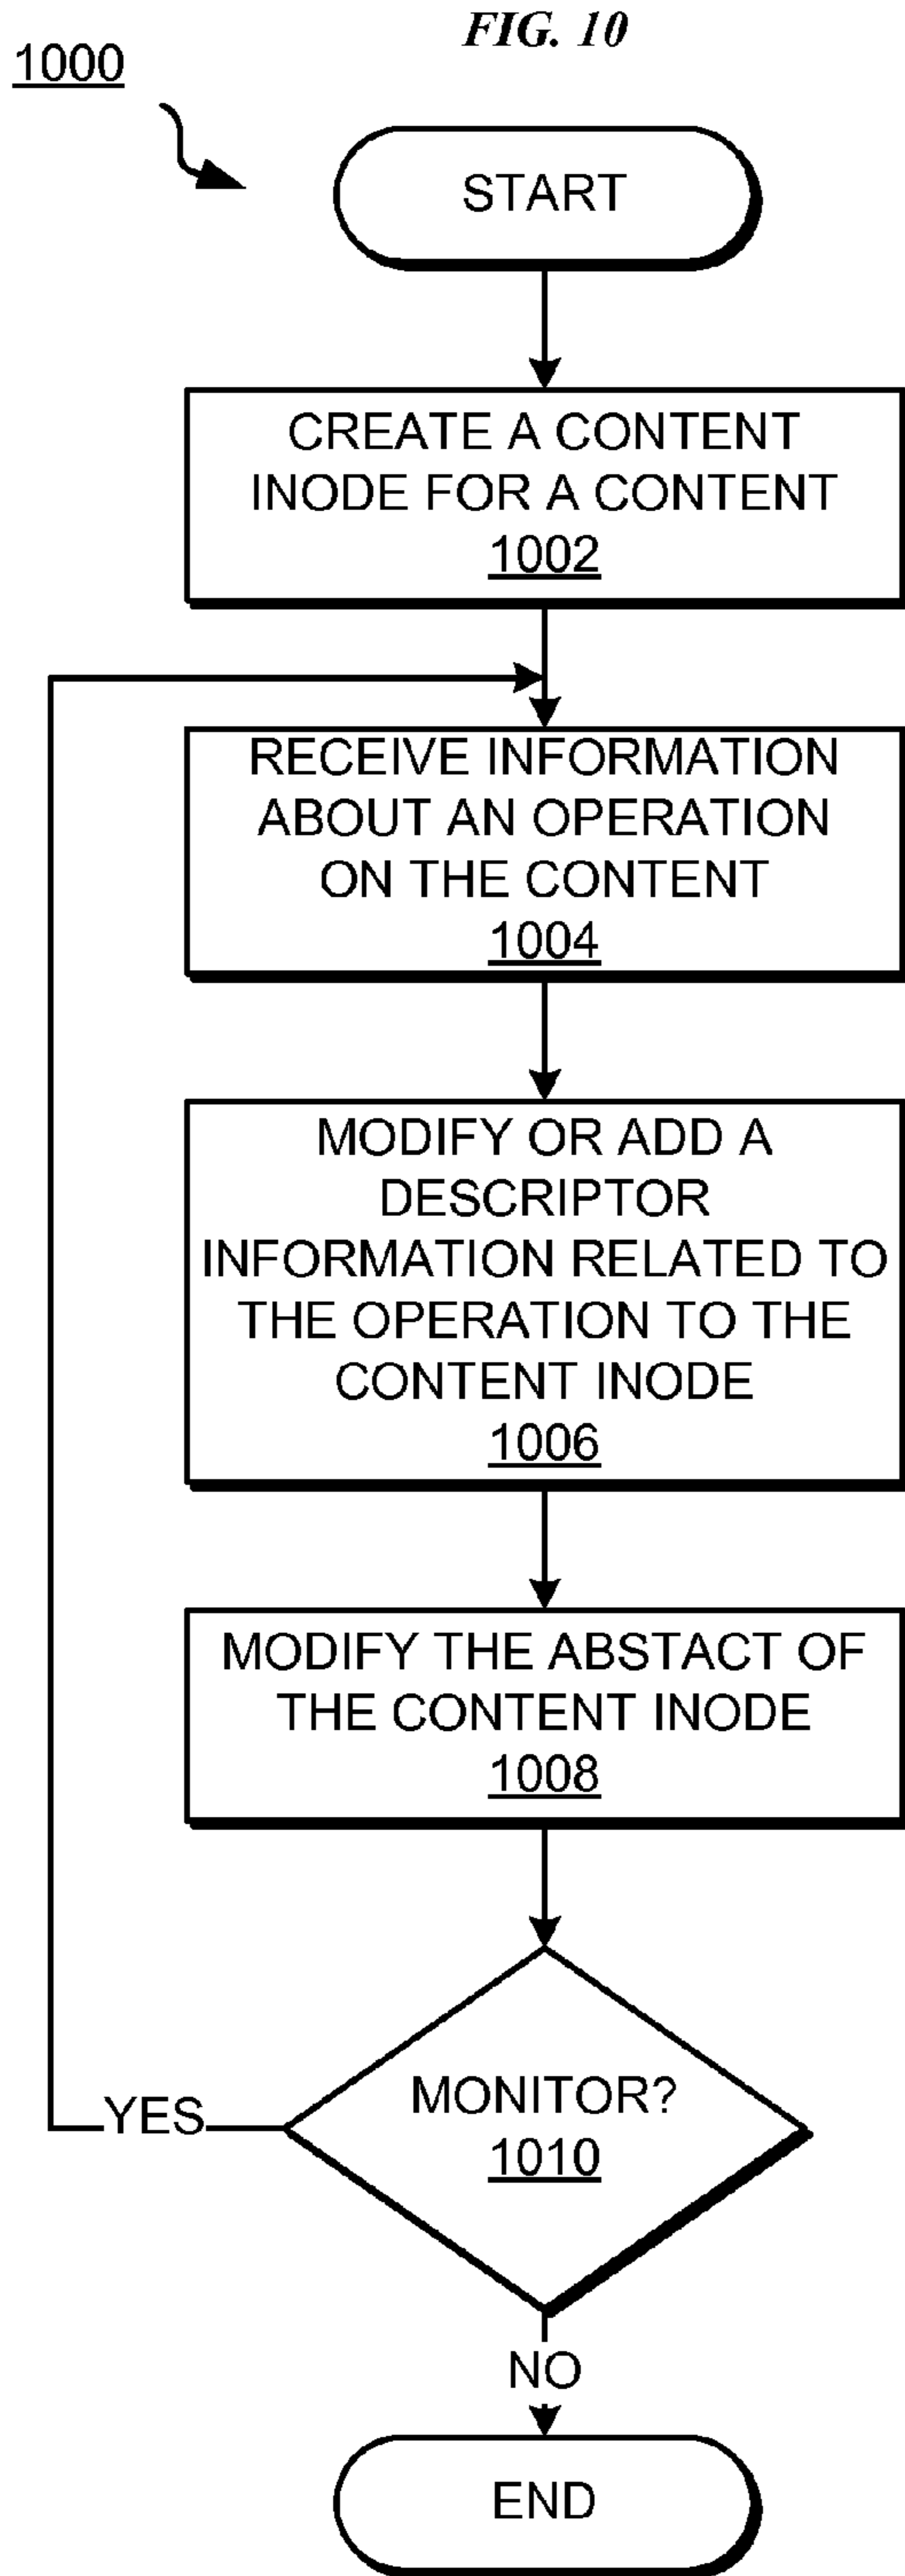 FIG. 10
1000
START
CREATE A CONTENT
INODE FOR A CONTENT
1002
RECEIVE INFORMATION
ABOUT AN OPERATION
ON THE CONTENT
1004
MODIFY OR ADD A
DESCRIPTOR
INFORMATION RELATED TO
THE OPERATION TO THE
CONTENT INODE
1006
MODIFY THE ABSTACT OF
THE CONTENT INODE
1008
MONITOR?
1010
YES
NO
END